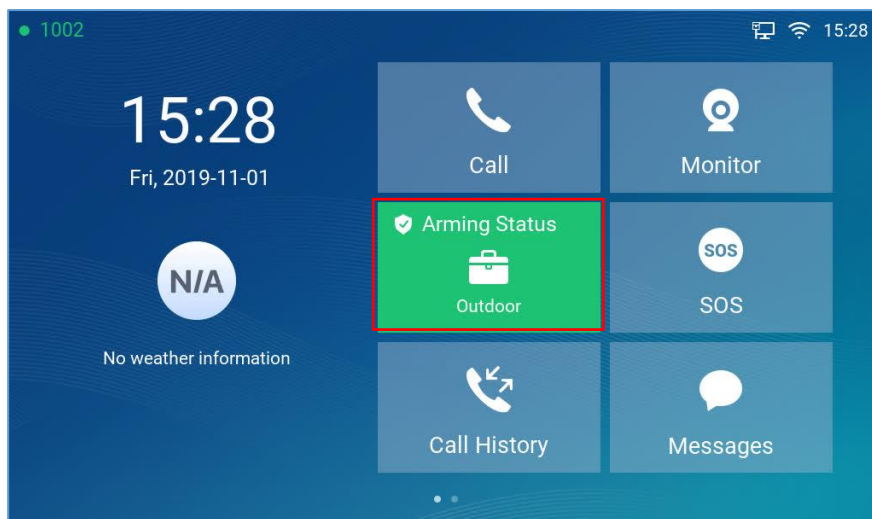 1002
15:28
15:28
Fri, 2019-11-01
N/A
No weather information
Call
Monitor
Arming Status
Outdoor
SOS
SOS
Call History
Messages